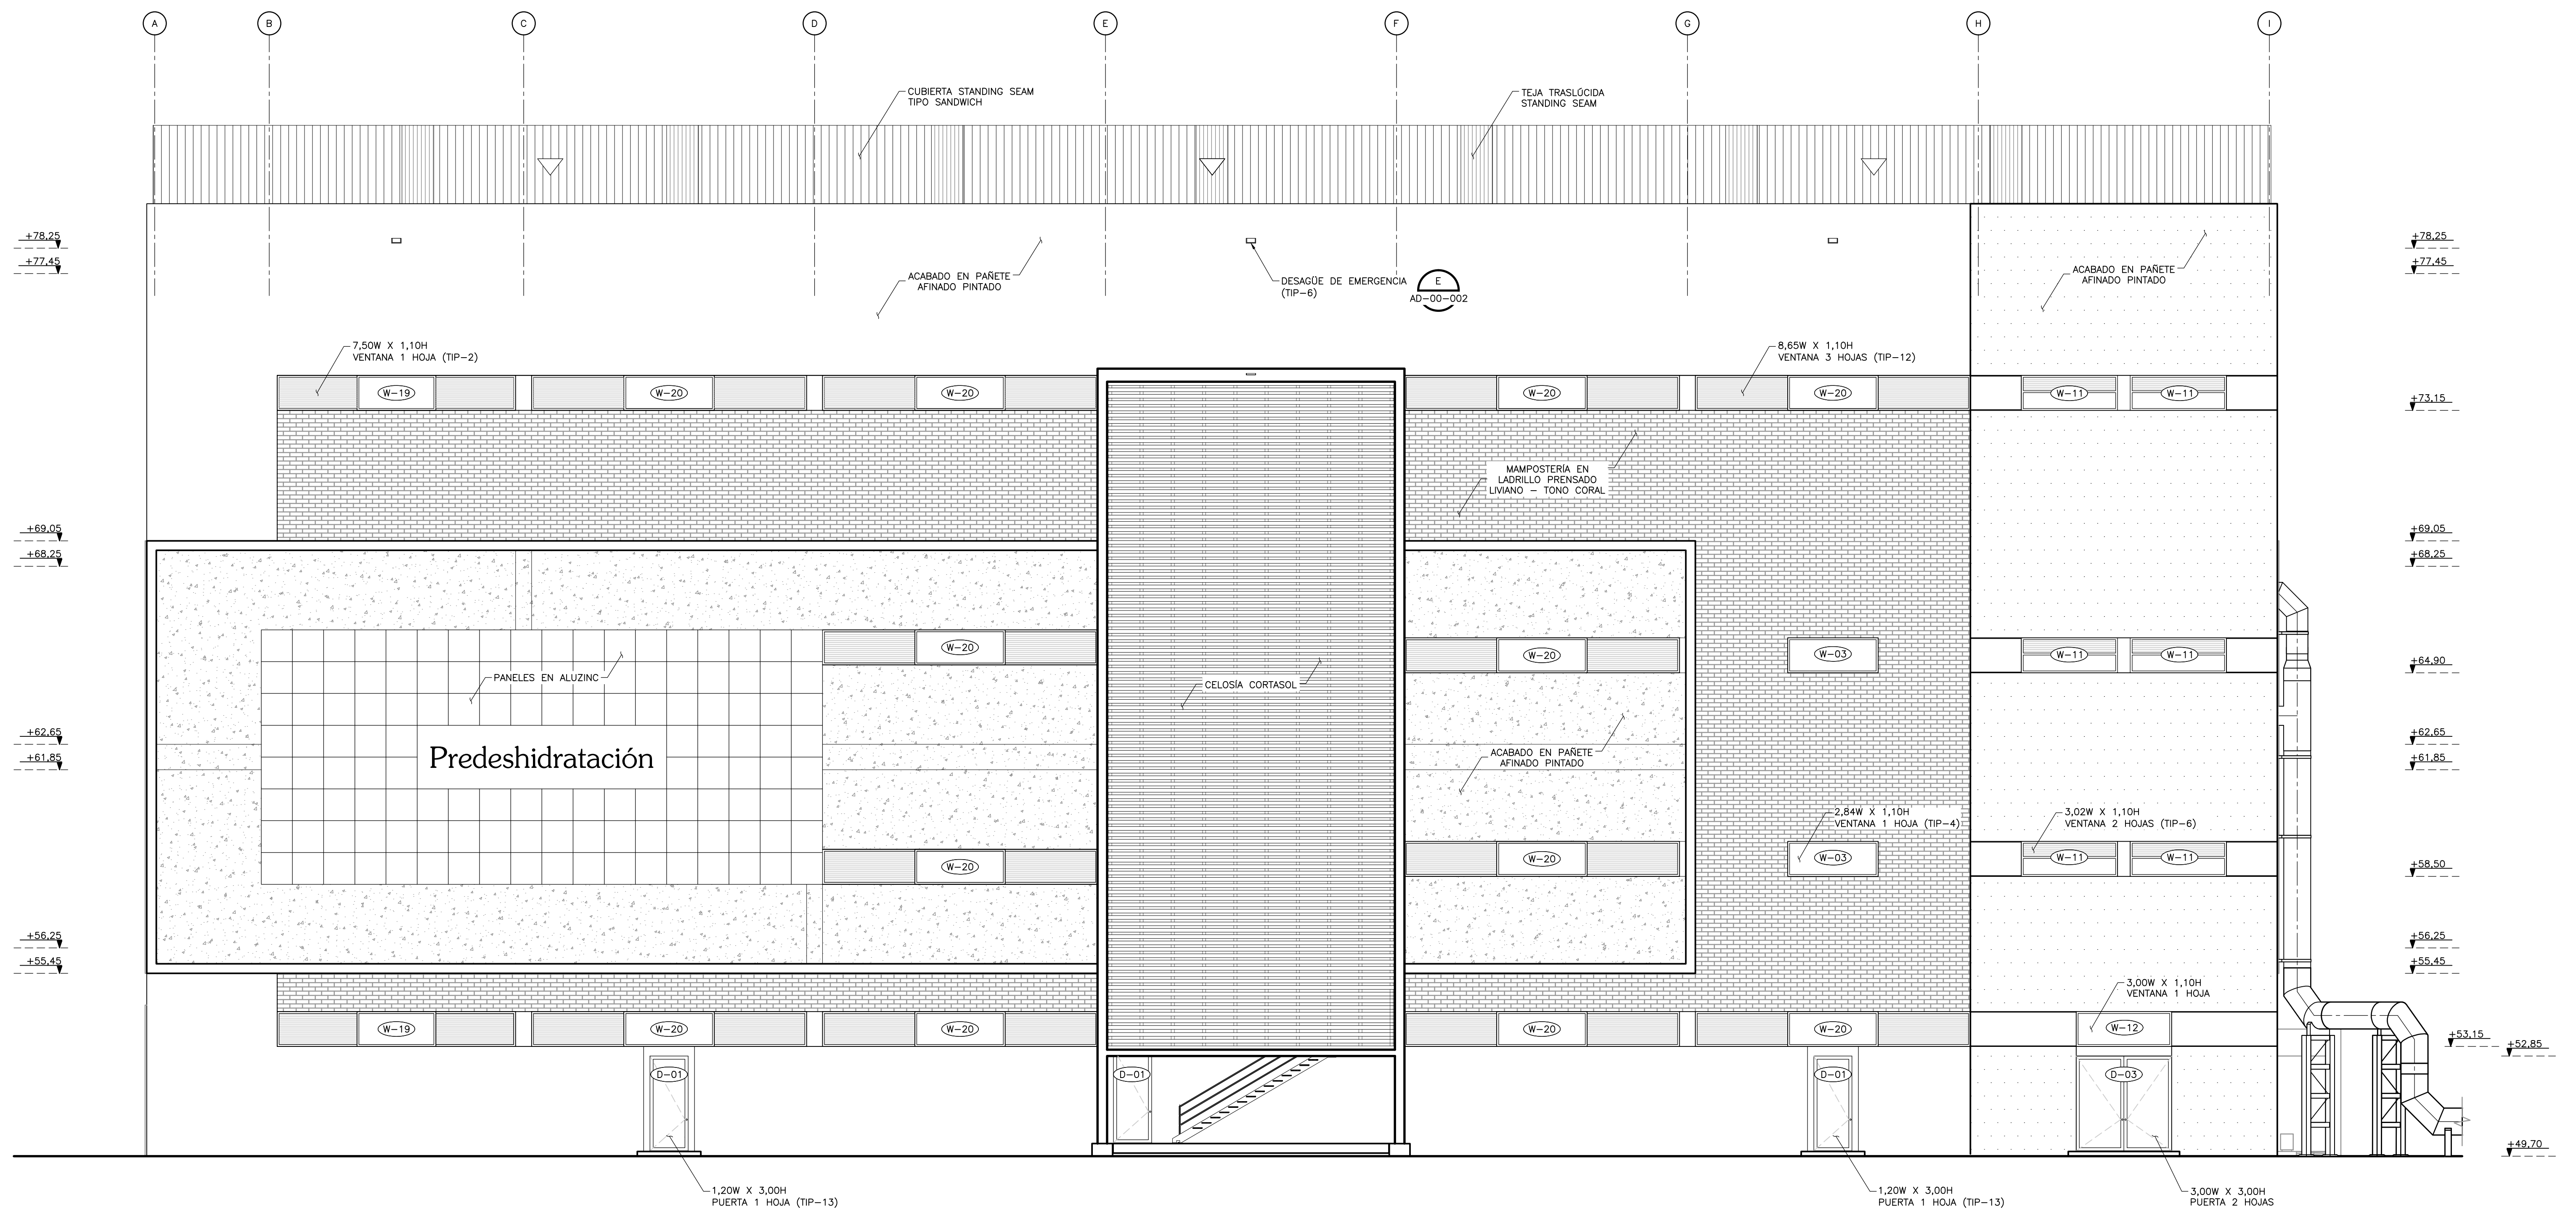 A B C D E F G H I
CUBIERTA STANDING SEAM
TIPO SANDWICH
TEJA TRASLÚCIDA
STANDING SEAM
+78,25
+77,45
ACABADO EN PAÑETE
AFINADO PINTADO
DESAGÜE DE EMERGENCIA
(TIP-6)
E
AD-00-002
ACABADO EN PAÑETE
AFINADO PINTADO
+78,25
+77,45
7,50W X 1,10H
VENTANA 1 HOJA (TIP-2)
8,65W X 1,10H
VENTANA 3 HOJAS (TIP-12)
W-19 W-20 W-20 W-20 W-20 W-11 W-11
+73,15
MAMPOSTERÍA EN
LADRILLO PRENSADO
LIVIANO - TONO CORAL
+69,05
+68,25
+69,05
+68,25
W-20 W-20 W-03 W-11 W-11
+64,90
PANELES EN ALUZINC
CELOSÍA CORTASOL
+62,65
+61,85
Predeshidratación
ACABADO EN PAÑETE
AFINADO PINTADO
+62,65
+61,85
2,84W X 1,10H
VENTANA 1 HOJA (TIP-4)
3,02W X 1,10H
VENTANA 2 HOJAS (TIP-6)
W-20 W-20 W-03 W-11 W-11
+58,50
+56,25
+55,45
+56,25
+55,45
3,00W X 1,10H
VENTANA 1 HOJA
W-19 W-20 W-20 W-20 W-20 W-12
+53,15
+52,85
D-01 D-01 D-01 D-03
+49,70
1,20W X 3,00H
PUERTA 1 HOJA (TIP-13)
1,20W X 3,00H
PUERTA 1 HOJA (TIP-13)
3,00W X 3,00H
PUERTA 2 HOJAS